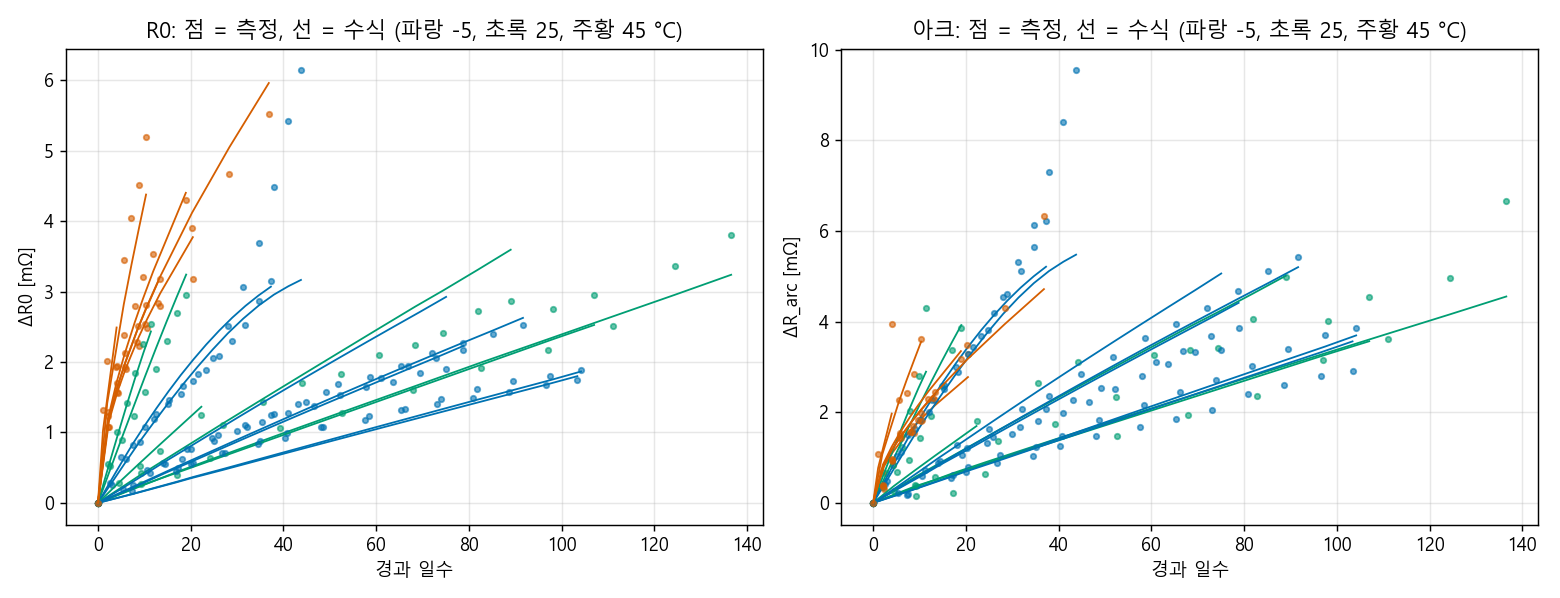 R0: 점 = 측정, 선 = 수식 (파랑 -5, 초록 25, 주황 45 °C)
ΔR0 [mΩ]
6
5
4
3
2
1
0
0 20 40 60 80 100 120 140
경과 일수
아크: 점 = 측정, 선 = 수식 (파랑 -5, 초록 25, 주황 45 °C)
ΔR_arc [mΩ]
10
8
6
4
2
0
0 20 40 60 80 100 120 140
경과 일수